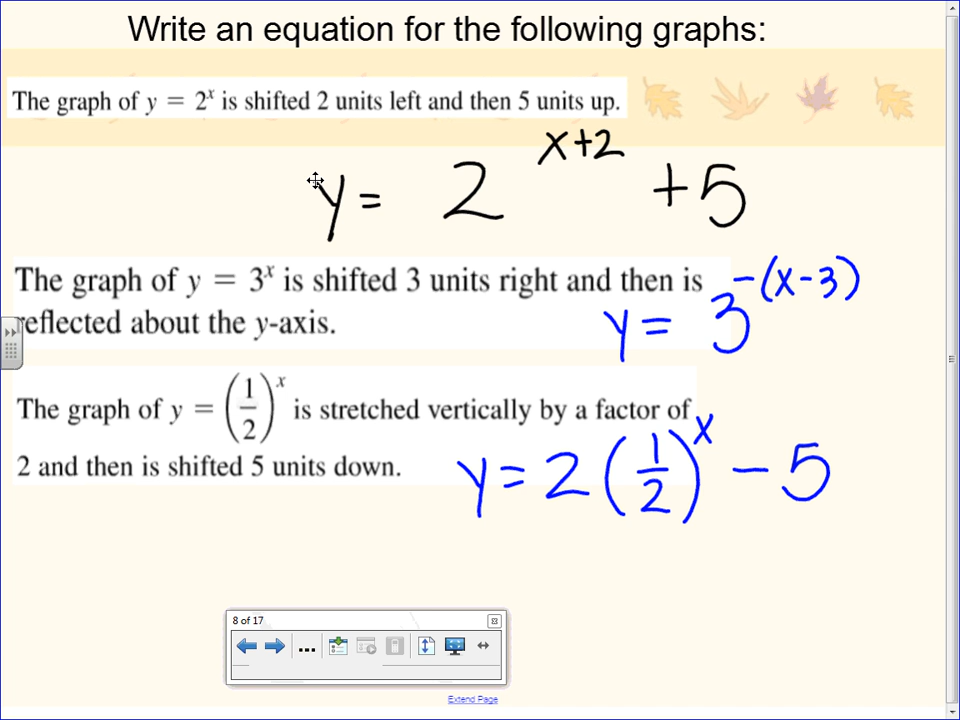 Write an equation for the following graphs:
The graph of y = 2ˣ is shifted 2 units left and then 5 units up.
y = 2^(x+2) + 5
The graph of y = 3ˣ is shifted 3 units right and then is
reflected about the y-axis.
y = 3^-(x-3)
The graph of y = (1/2)ˣ is stretched vertically by a factor of
2 and then is shifted 5 units down.
y = 2(1/2)ˣ - 5
8 of 17
...
Extend Page